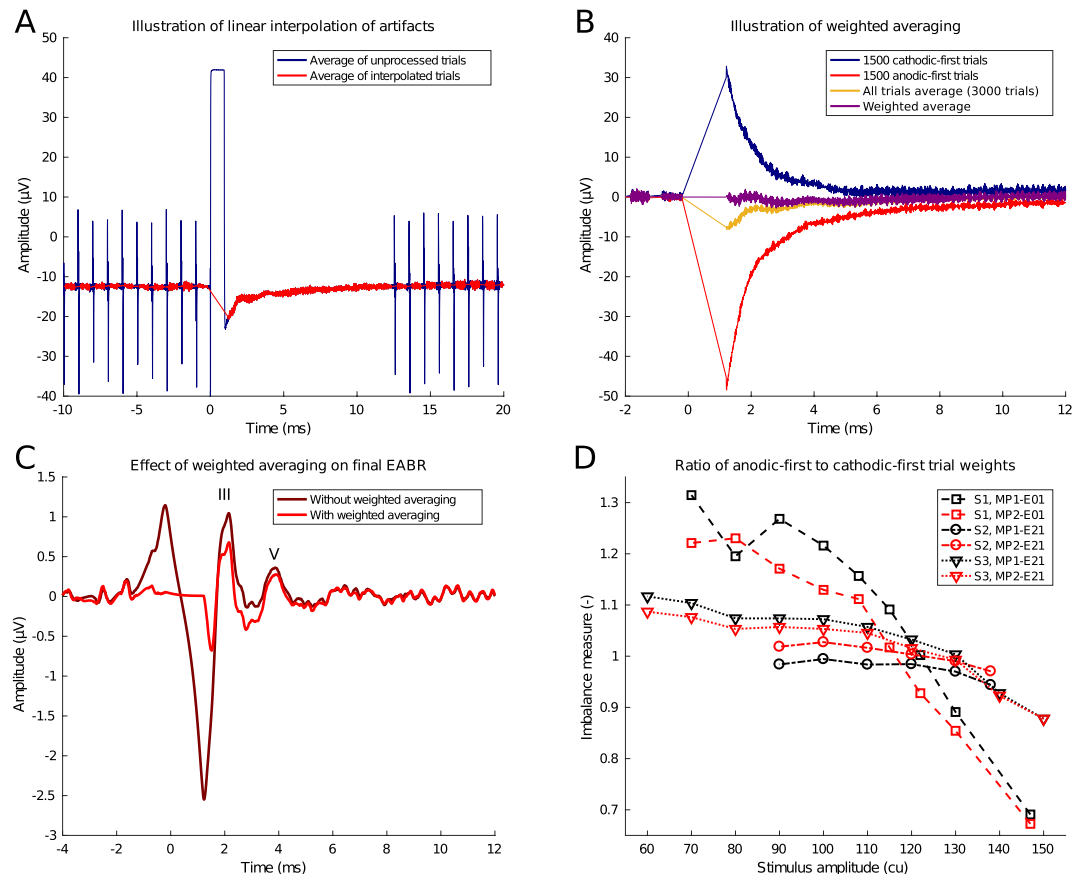 A
Illustration of linear interpolation of artifacts
50
40
30
20
10
0
-10
-20
-30
-40
Amplitude (µV)
Average of unprocessed trials
Average of interpolated trials
-10
-5
0
5
10
15
20
Time (ms)
B
Illustration of weighted averaging
40
30
20
10
0
-10
-20
-30
-40
-50
Amplitude (µV)
1500 cathodic-first trials
1500 anodic-first trials
All trials average (3000 trials)
Weighted average
-2
0
2
4
6
8
10
12
Time (ms)
C
Effect of weighted averaging on final EABR
1.5
1
0.5
0
-0.5
-1
-1.5
-2
-2.5
-3
Amplitude (µV)
III
V
Without weighted averaging
With weighted averaging
-4
-2
0
2
4
6
8
10
12
Time (ms)
D
Ratio of anodic-first to cathodic-first trial weights
1.3
1.2
1.1
1
0.9
0.8
0.7
Imbalance measure (-)
S1, MP1-E01
S1, MP2-E01
S2, MP1-E21
S2, MP2-E21
S3, MP1-E21
S3, MP2-E21
60
70
80
90
100
110
120
130
140
150
Stimulus amplitude (cu)